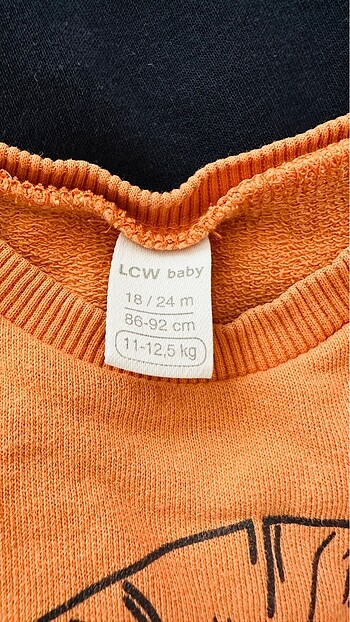 LCW baby
18 / 24 m
86-92 cm
11-12,5 kg